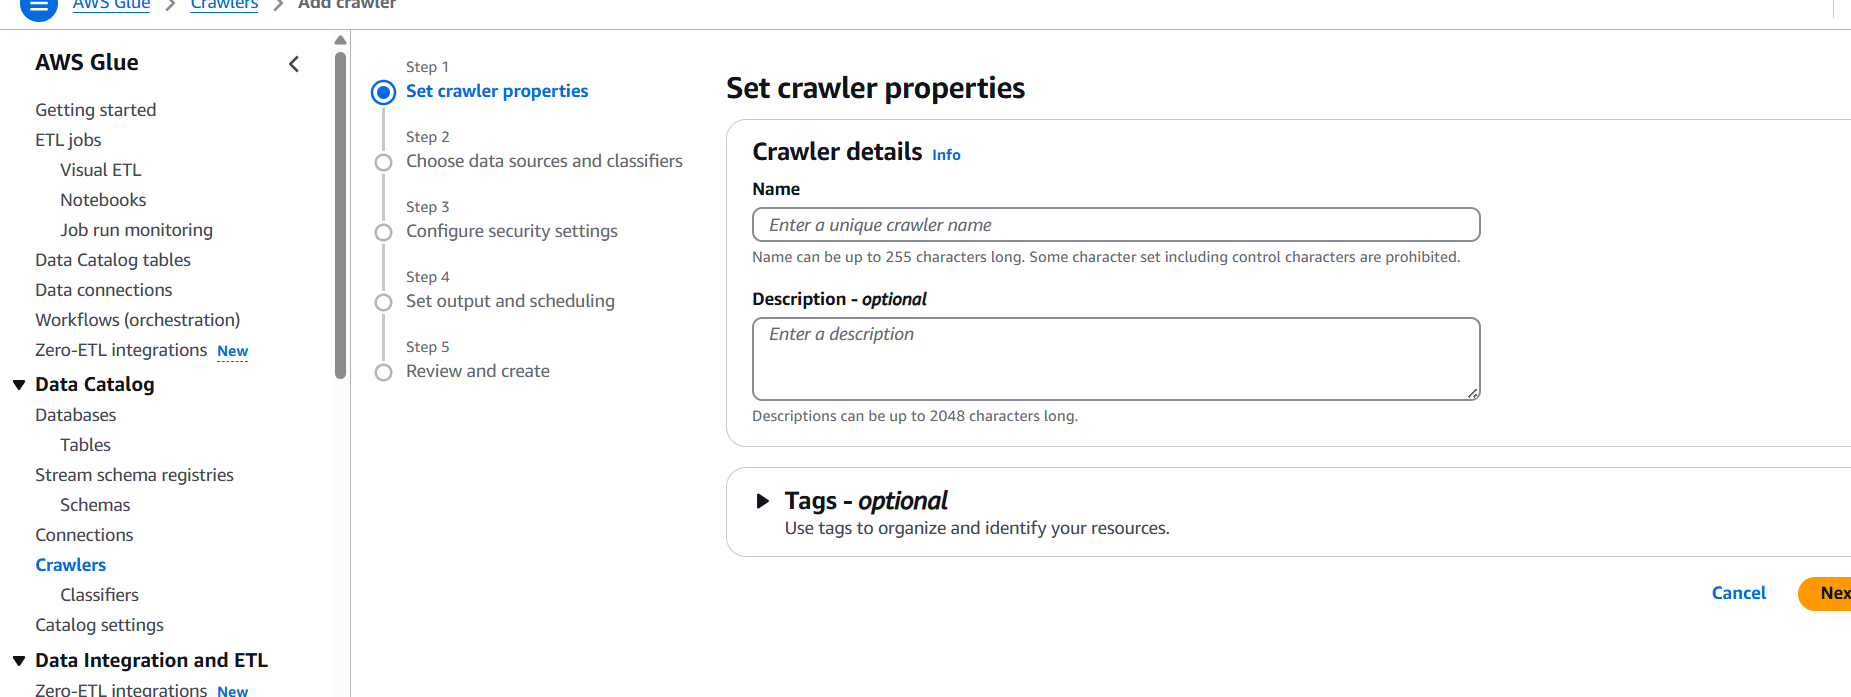 AWS Glue > Crawlers > Add crawler
AWS Glue
Getting started
ETL jobs
Visual ETL
Notebooks
Job run monitoring
Data Catalog tables
Data connections
Workflows (orchestration)
Zero-ETL integrations New
Data Catalog
Databases
Tables
Stream schema registries
Schemas
Connections
Crawlers
Classifiers
Catalog settings
Data Integration and ETL
Zero-ETL integrations New
Step 1
Set crawler properties
Step 2
Choose data sources and classifiers
Step 3
Configure security settings
Step 4
Set output and scheduling
Step 5
Review and create
Set crawler properties
Crawler details Info
Name
Enter a unique crawler name
Name can be up to 255 characters long. Some character set including control characters are prohibited.
Description - optional
Enter a description
Descriptions can be up to 2048 characters long.
Tags - optional
Use tags to organize and identify your resources.
Cancel
Nex